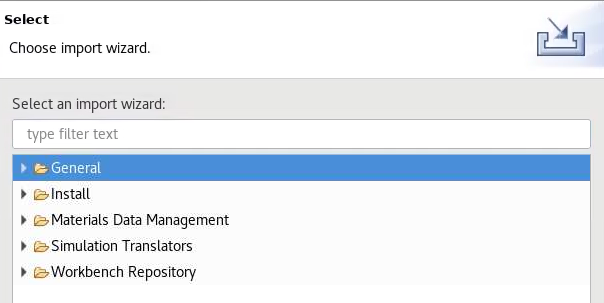 Select
Choose import wizard.
Select an import wizard:
type filter text
General
Install
Materials Data Management
Simulation Translators
Workbench Repository